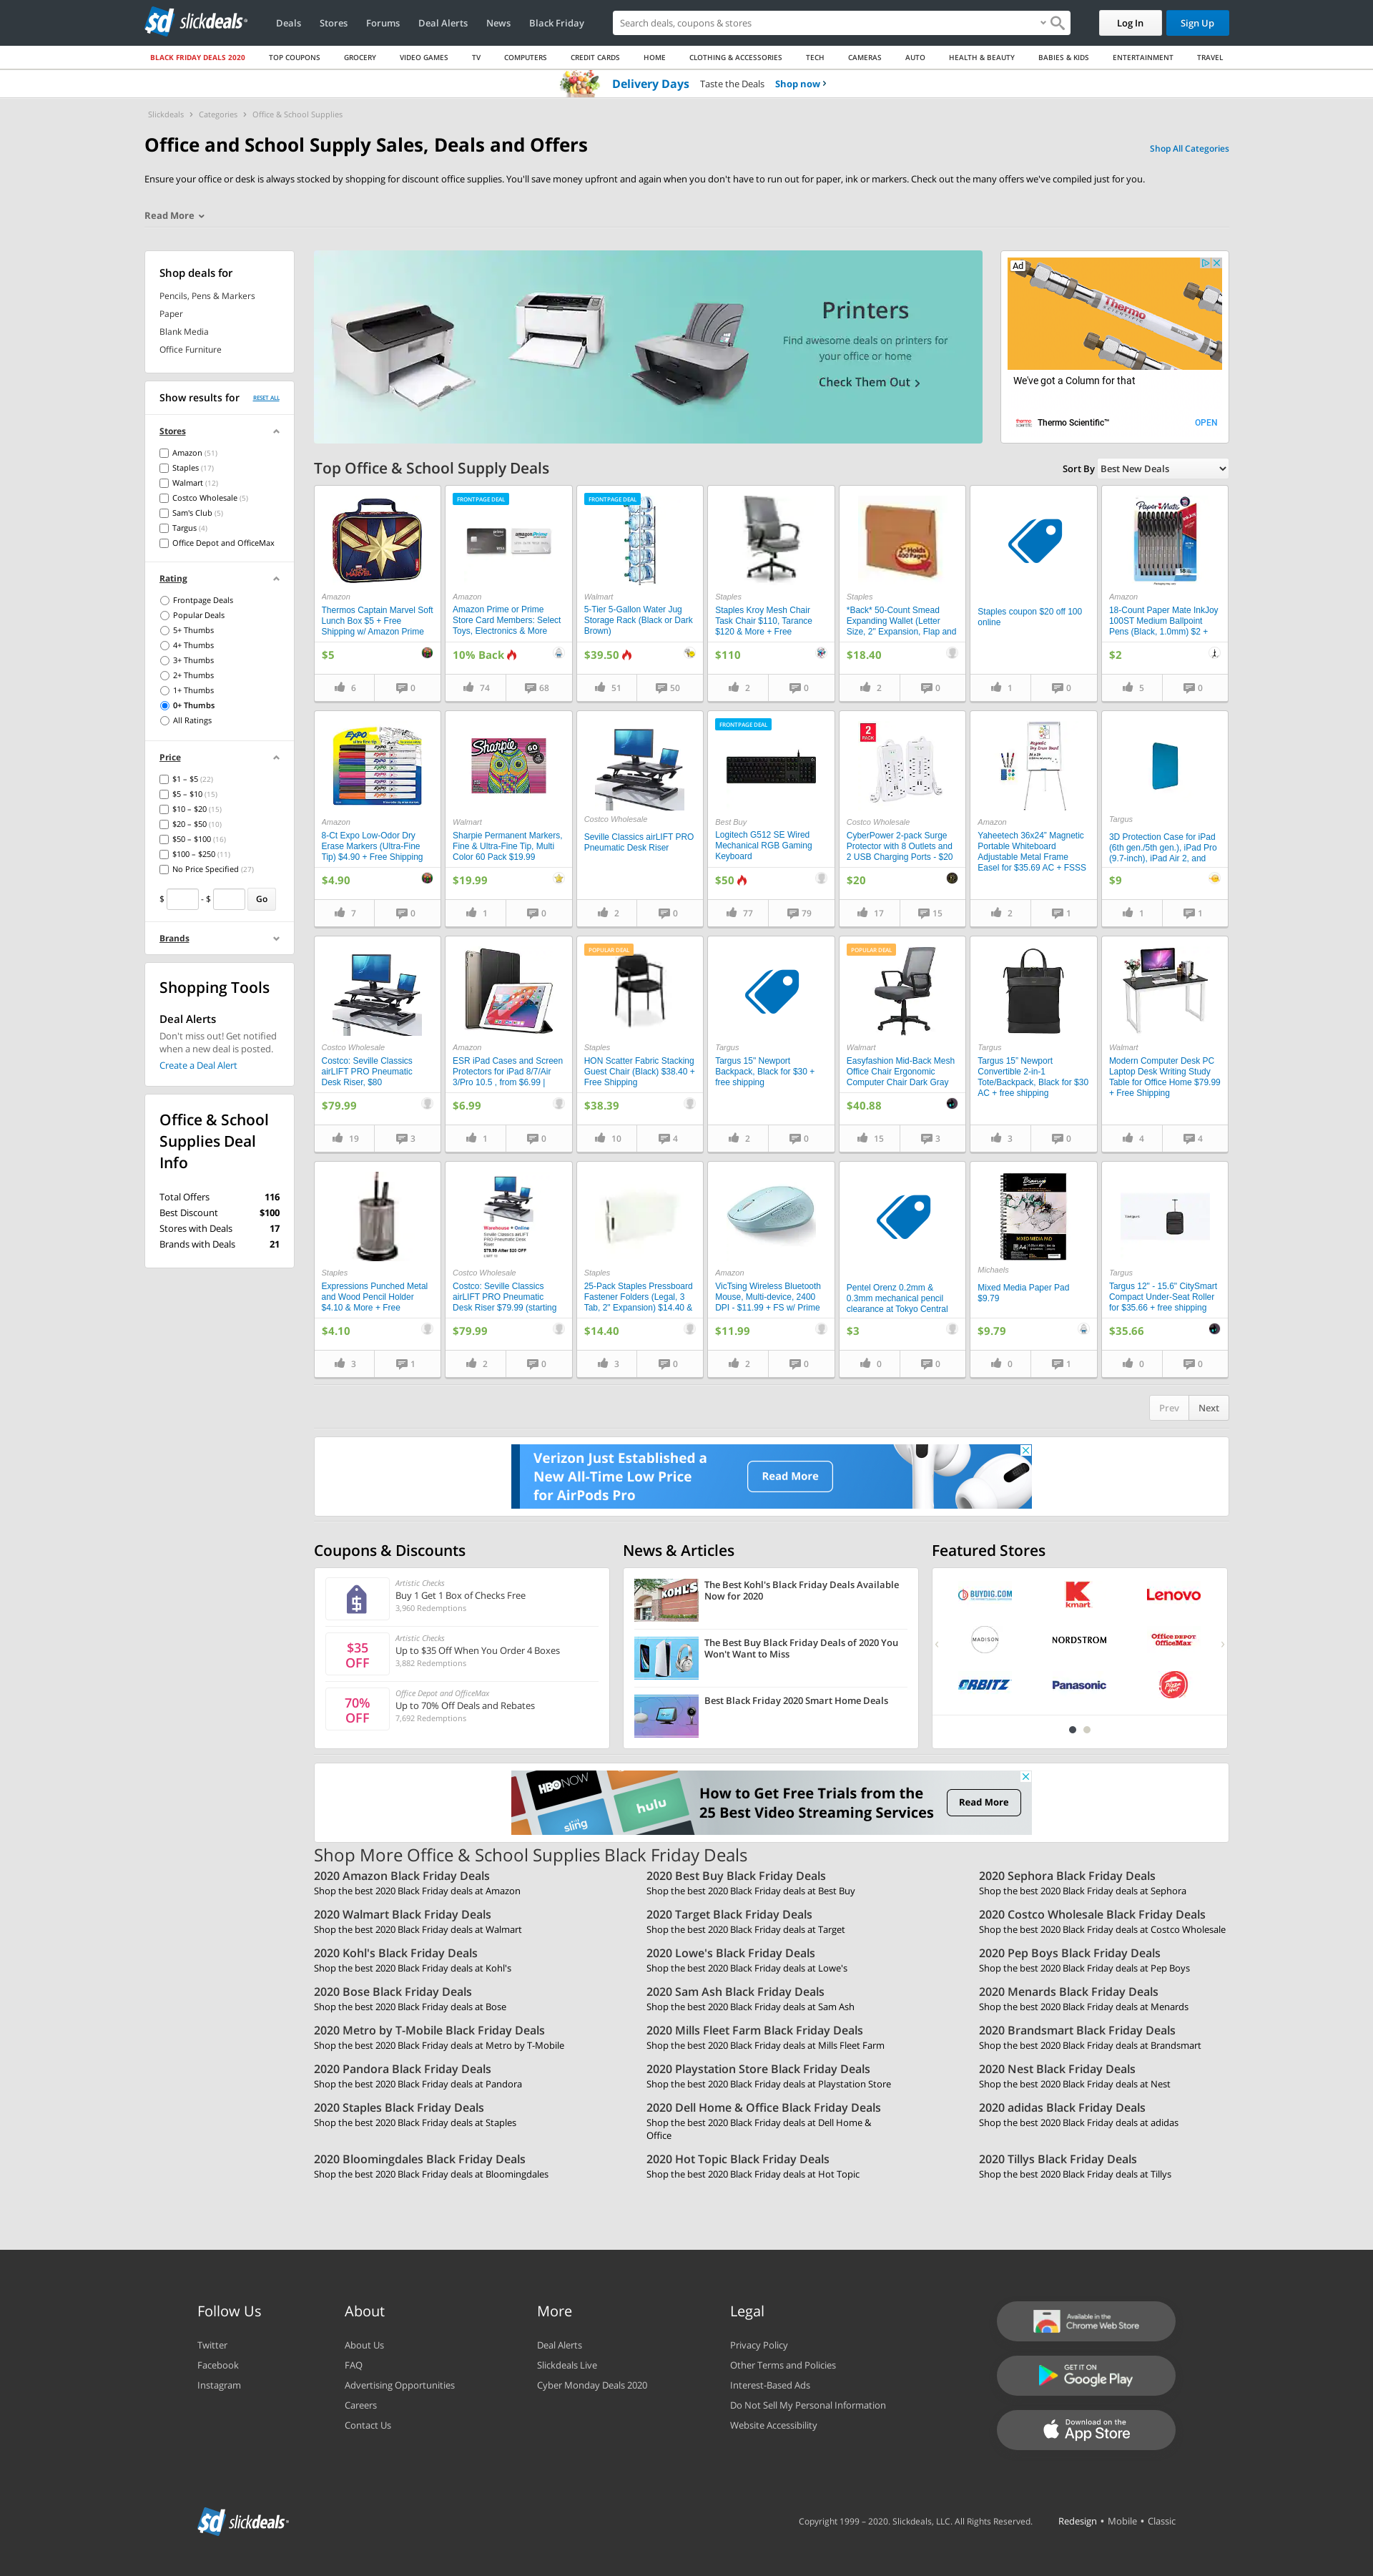 slickdeals
Deals
Stores
Forums
Deal Alerts
News
Black Friday
Search deals, coupons & stores
Log In
Sign Up
BLACK FRIDAY DEALS 2020
TOP COUPONS
GROCERY
VIDEO GAMES
TV
COMPUTERS
CREDIT CARDS
HOME
CLOTHING & ACCESSORIES
TECH
CAMERAS
AUTO
HEALTH & BEAUTY
BABIES & KIDS
ENTERTAINMENT
TRAVEL
Delivery Days Taste the Deals Shop now ›
Slickdeals › Categories › Office & School Supplies
Office and School Supply Sales, Deals and Offers
Shop All Categories
Ensure your office or desk is always stocked by shopping for discount office supplies. You'll save money upfront and again when you don't have to run out for paper, ink or markers. Check out the many offers we've compiled just for you.
Read More
Shop deals for
Pencils, Pens & Markers
Paper
Blank Media
Office Furniture
Show results for RESET ALL
Stores
Amazon (51)
Staples (17)
Walmart (12)
Costco Wholesale (5)
Sam's Club (5)
Targus (4)
Office Depot and OfficeMax
Rating
Frontpage Deals
Popular Deals
5+ Thumbs
4+ Thumbs
3+ Thumbs
2+ Thumbs
1+ Thumbs
0+ Thumbs
All Ratings
Price
$1 – $5 (22)
$5 – $10 (15)
$10 – $20 (15)
$20 – $50 (10)
$50 – $100 (16)
$100 – $250 (11)
No Price Specified (27)
$ - $ Go
Brands
Shopping Tools
Deal Alerts
Don't miss out! Get notified
when a new deal is posted.
Create a Deal Alert
Office & School
Supplies Deal
Info
Total Offers 116
Best Discount $100
Stores with Deals 17
Brands with Deals 21
Printers
Find awesome deals on printers for
your office or home
Check Them Out
Ad
Thermo
SCIENTIFIC
We've got a Column for that
Thermo Scientific™
OPEN
Top Office & School Supply Deals
Sort By Best New Deals
Amazon
Thermos Captain Marvel Soft
Lunch Box $5 + Free
Shipping w/ Amazon Prime
$5
6 0
FRONTPAGE DEAL
Amazon
Amazon Prime or Prime
Store Card Members: Select
Toys, Electronics & More
10% Back
74 68
FRONTPAGE DEAL
Walmart
5-Tier 5-Gallon Water Jug
Storage Rack (Black or Dark
Brown)
$39.50
51 50
Staples
Staples Kroy Mesh Chair
Task Chair $110, Tarance
$120 & More + Free
$110
2 0
2" Holds
400 Pages
Staples
*Back* 50-Count Smead
Expanding Wallet (Letter
Size, 2" Expansion, Flap and
$18.40
2 0
Staples coupon $20 off 100
online
1 0
Paper Mate
Amazon
18-Count Paper Mate InkJoy
100ST Medium Ballpoint
Pens (Black, 1.0mm) $2 +
$2
5 0
EXPO
Amazon
8-Ct Expo Low-Odor Dry
Erase Markers (Ultra-Fine
Tip) $4.90 + Free Shipping
$4.90
7 0
Sharpie
60
Walmart
Sharpie Permanent Markers,
Fine & Ultra-Fine Tip, Multi
Color 60 Pack $19.99
$19.99
1 0
Costco Wholesale
Seville Classics airLIFT PRO
Pneumatic Desk Riser
2 0
FRONTPAGE DEAL
Best Buy
Logitech G512 SE Wired
Mechanical RGB Gaming
Keyboard
$50
77 79
2
PACK
Costco Wholesale
CyberPower 2-pack Surge
Protector with 8 Outlets and
2 USB Charging Ports - $20
$20
17 15
Magnetic
Dry Erase Board
Amazon
Yaheetech 36x24" Magnetic
Portable Whiteboard
Adjustable Metal Frame
Easel for $35.69 AC + FSSS
2 1
Targus
3D Protection Case for iPad
(6th gen./5th gen.), iPad Pro
(9.7-inch), iPad Air 2, and
$9
1 1
Costco Wholesale
Costco: Seville Classics
airLIFT PRO Pneumatic
Desk Riser, $80
$79.99
19 3
Amazon
ESR iPad Cases and Screen
Protectors for iPad 8/7/Air
3/Pro 10.5 , from $6.99 |
$6.99
1 0
POPULAR DEAL
Staples
HON Scatter Fabric Stacking
Guest Chair (Black) $38.40 +
Free Shipping
$38.39
10 4
Targus
Targus 15" Newport
Backpack, Black for $30 +
free shipping
2 0
POPULAR DEAL
Walmart
Easyfashion Mid-Back Mesh
Office Chair Ergonomic
Computer Chair Dark Gray
$40.88
15 3
Targus
Targus 15” Newport
Convertible 2-in-1
Tote/Backpack, Black for $30
AC + free shipping
3 0
Walmart
Modern Computer Desk PC
Laptop Desk Writing Study
Table for Office Home $79.99
+ Free Shipping
4 4
Staples
Expressions Punched Metal
and Wood Pencil Holder
$4.10 & More + Free
$4.10
3 1
Warehouse + Online
Seville Classics airLIFT
PRO Pneumatic Desk
Riser
$79.99 After $20 OFF
Costco Wholesale
Costco: Seville Classics
airLIFT PRO Pneumatic
Desk Riser $79.99 (starting
$79.99
2 0
Staples
25-Pack Staples Pressboard
Fastener Folders (Legal, 3
Tab, 2" Expansion) $14.40 &
$14.40
3 0
Amazon
VicTsing Wireless Bluetooth
Mouse, Multi-device, 2400
DPI - $11.99 + FS w/ Prime
$11.99
2 0
Pentel Orenz 0.2mm &
0.3mm mechanical pencil
clearance at Tokyo Central
$3
0 0
MIXED MEDIA PAD
Michaels
Mixed Media Paper Pad
$9.79
$9.79
0 1
Targus
Targus 12" - 15.6" CitySmart
Compact Under-Seat Roller
for $35.66 + free shipping
$35.66
0 0
Prev Next
Verizon Just Established a
New All-Time Low Price
for AirPods Pro
Read More
Coupons & Discounts
Artistic Checks
Buy 1 Get 1 Box of Checks Free
3,960 Redemptions
$35
OFF
Artistic Checks
Up to $35 Off When You Order 4 Boxes
3,882 Redemptions
70%
OFF
Office Depot and OfficeMax
Up to 70% Off Deals and Rebates
7,692 Redemptions
News & Articles
KOHL'S
The Best Kohl's Black Friday Deals Available
Now for 2020
The Best Buy Black Friday Deals of 2020 You
Won't Want to Miss
Best Black Friday 2020 Smart Home Deals
Featured Stores
BUYDIG.COM
kmart
Lenovo
MADISON
NORDSTROM
Office DEPOT
OfficeMax
ORBITZ
Panasonic
Pizza Hut
HBO NOW
hulu
sling
How to Get Free Trials from the
25 Best Video Streaming Services
Read More
Shop More Office & School Supplies Black Friday Deals
2020 Amazon Black Friday Deals
Shop the best 2020 Black Friday deals at Amazon
2020 Best Buy Black Friday Deals
Shop the best 2020 Black Friday deals at Best Buy
2020 Sephora Black Friday Deals
Shop the best 2020 Black Friday deals at Sephora
2020 Walmart Black Friday Deals
Shop the best 2020 Black Friday deals at Walmart
2020 Target Black Friday Deals
Shop the best 2020 Black Friday deals at Target
2020 Costco Wholesale Black Friday Deals
Shop the best 2020 Black Friday deals at Costco Wholesale
2020 Kohl's Black Friday Deals
Shop the best 2020 Black Friday deals at Kohl's
2020 Lowe's Black Friday Deals
Shop the best 2020 Black Friday deals at Lowe's
2020 Pep Boys Black Friday Deals
Shop the best 2020 Black Friday deals at Pep Boys
2020 Bose Black Friday Deals
Shop the best 2020 Black Friday deals at Bose
2020 Sam Ash Black Friday Deals
Shop the best 2020 Black Friday deals at Sam Ash
2020 Menards Black Friday Deals
Shop the best 2020 Black Friday deals at Menards
2020 Metro by T-Mobile Black Friday Deals
Shop the best 2020 Black Friday deals at Metro by T-Mobile
2020 Mills Fleet Farm Black Friday Deals
Shop the best 2020 Black Friday deals at Mills Fleet Farm
2020 Brandsmart Black Friday Deals
Shop the best 2020 Black Friday deals at Brandsmart
2020 Pandora Black Friday Deals
Shop the best 2020 Black Friday deals at Pandora
2020 Playstation Store Black Friday Deals
Shop the best 2020 Black Friday deals at Playstation Store
2020 Nest Black Friday Deals
Shop the best 2020 Black Friday deals at Nest
2020 Staples Black Friday Deals
Shop the best 2020 Black Friday deals at Staples
2020 Dell Home & Office Black Friday Deals
Shop the best 2020 Black Friday deals at Dell Home &
Office
2020 adidas Black Friday Deals
Shop the best 2020 Black Friday deals at adidas
2020 Bloomingdales Black Friday Deals
Shop the best 2020 Black Friday deals at Bloomingdales
2020 Hot Topic Black Friday Deals
Shop the best 2020 Black Friday deals at Hot Topic
2020 Tillys Black Friday Deals
Shop the best 2020 Black Friday deals at Tillys
Follow Us
Twitter
Facebook
Instagram
About
About Us
FAQ
Advertising Opportunities
Careers
Contact Us
More
Deal Alerts
Slickdeals Live
Cyber Monday Deals 2020
Legal
Privacy Policy
Other Terms and Policies
Interest-Based Ads
Do Not Sell My Personal Information
Website Accessibility
Available in the
Chrome Web Store
GET IT ON
Google Play
Download on the
App Store
slickdeals
Copyright 1999 – 2020. Slickdeals, LLC. All Rights Reserved.
Redesign • Mobile • Classic